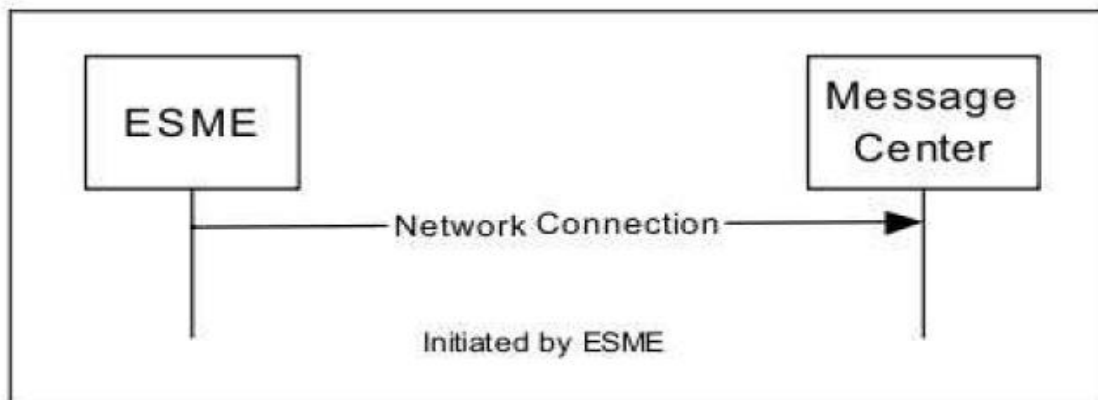 ESME
Message
Center
Network Connection
Initiated by ESME